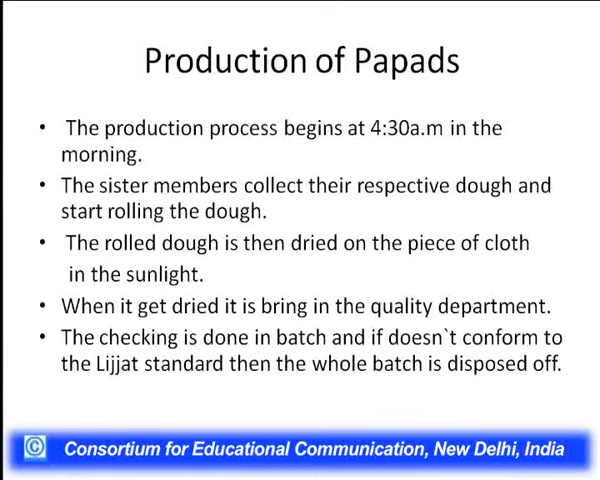 Production of Papads
• The production process begins at 4:30a.m in the
morning.
• The sister members collect their respective dough and
start rolling the dough.
• The rolled dough is then dried on the piece of cloth
in the sunlight.
• When it get dried it is bring in the quality department.
• The checking is done in batch and if doesn`t conform to
the Lijjat standard then the whole batch is disposed off.
© Consortium for Educational Communication, New Delhi, India